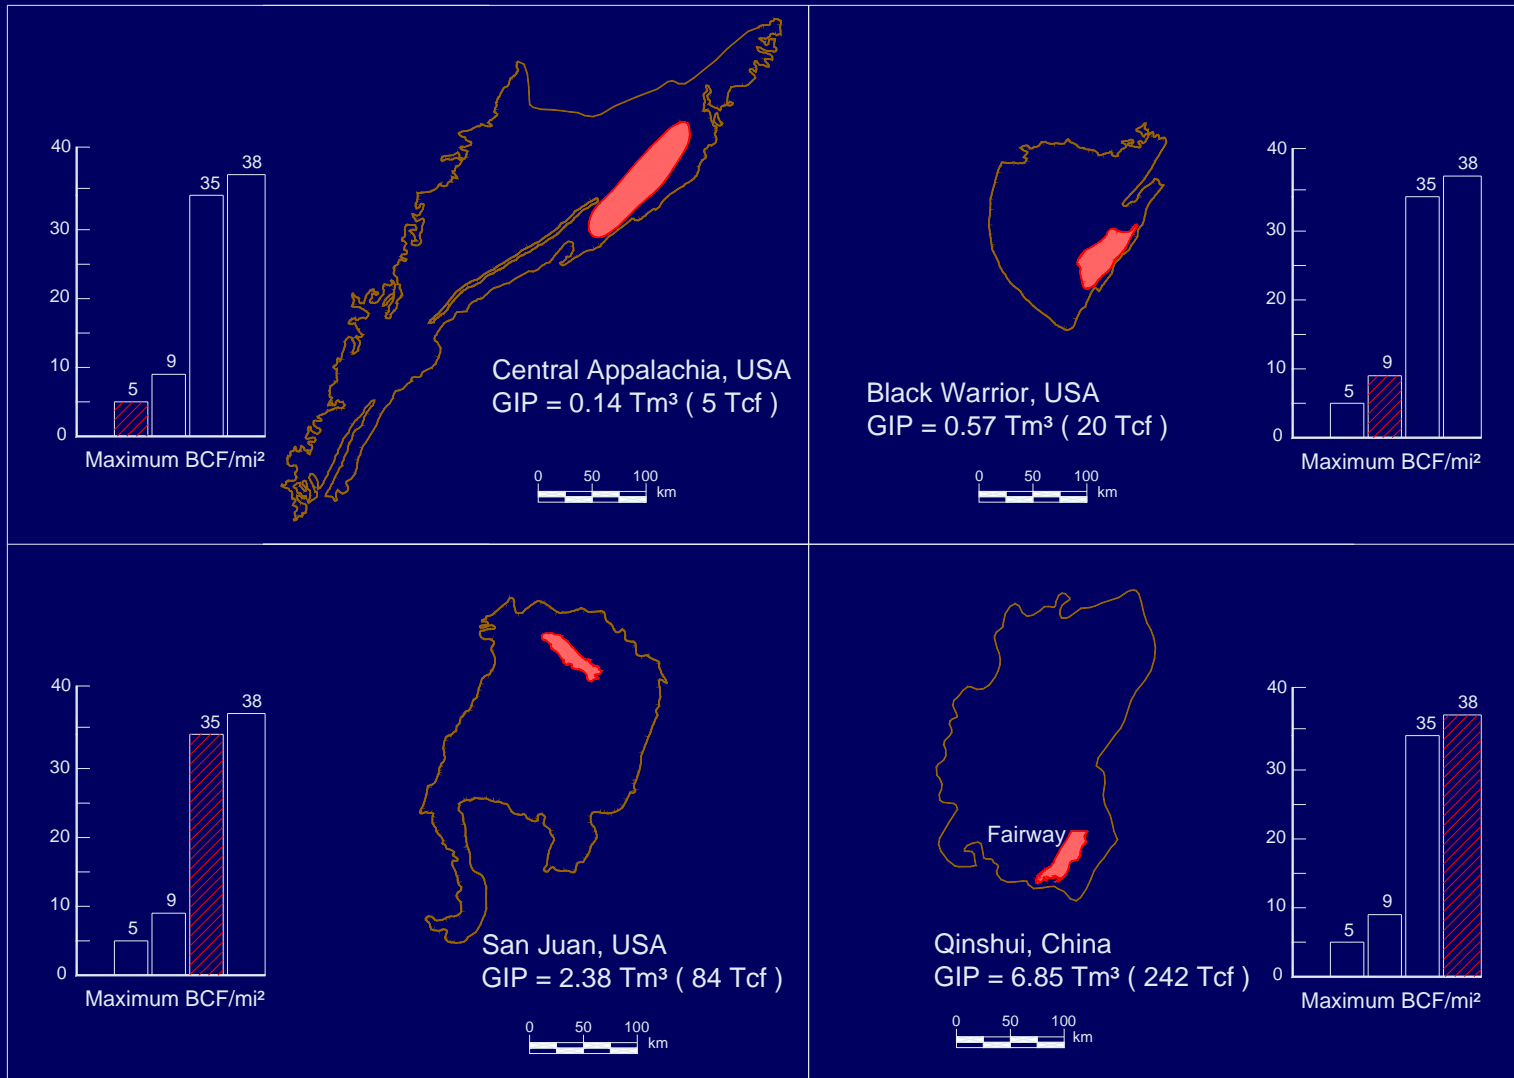 40
30
20
10
0
5
9
35
38
Maximum BCF/mi²
Central Appalachia, USA
GIP = 0.14 Tm³ ( 5 Tcf )
0 50 100
km
Black Warrior, USA
GIP = 0.57 Tm³ ( 20 Tcf )
0 50 100
km
40
30
20
10
0
5
9
35
38
Maximum BCF/mi²
40
30
20
10
0
5
9
35
38
Maximum BCF/mi²
San Juan, USA
GIP = 2.38 Tm³ ( 84 Tcf )
0 50 100
km
Fairway
Qinshui, China
GIP = 6.85 Tm³ ( 242 Tcf )
0 50 100
km
40
30
20
10
0
5
9
35
38
Maximum BCF/mi²